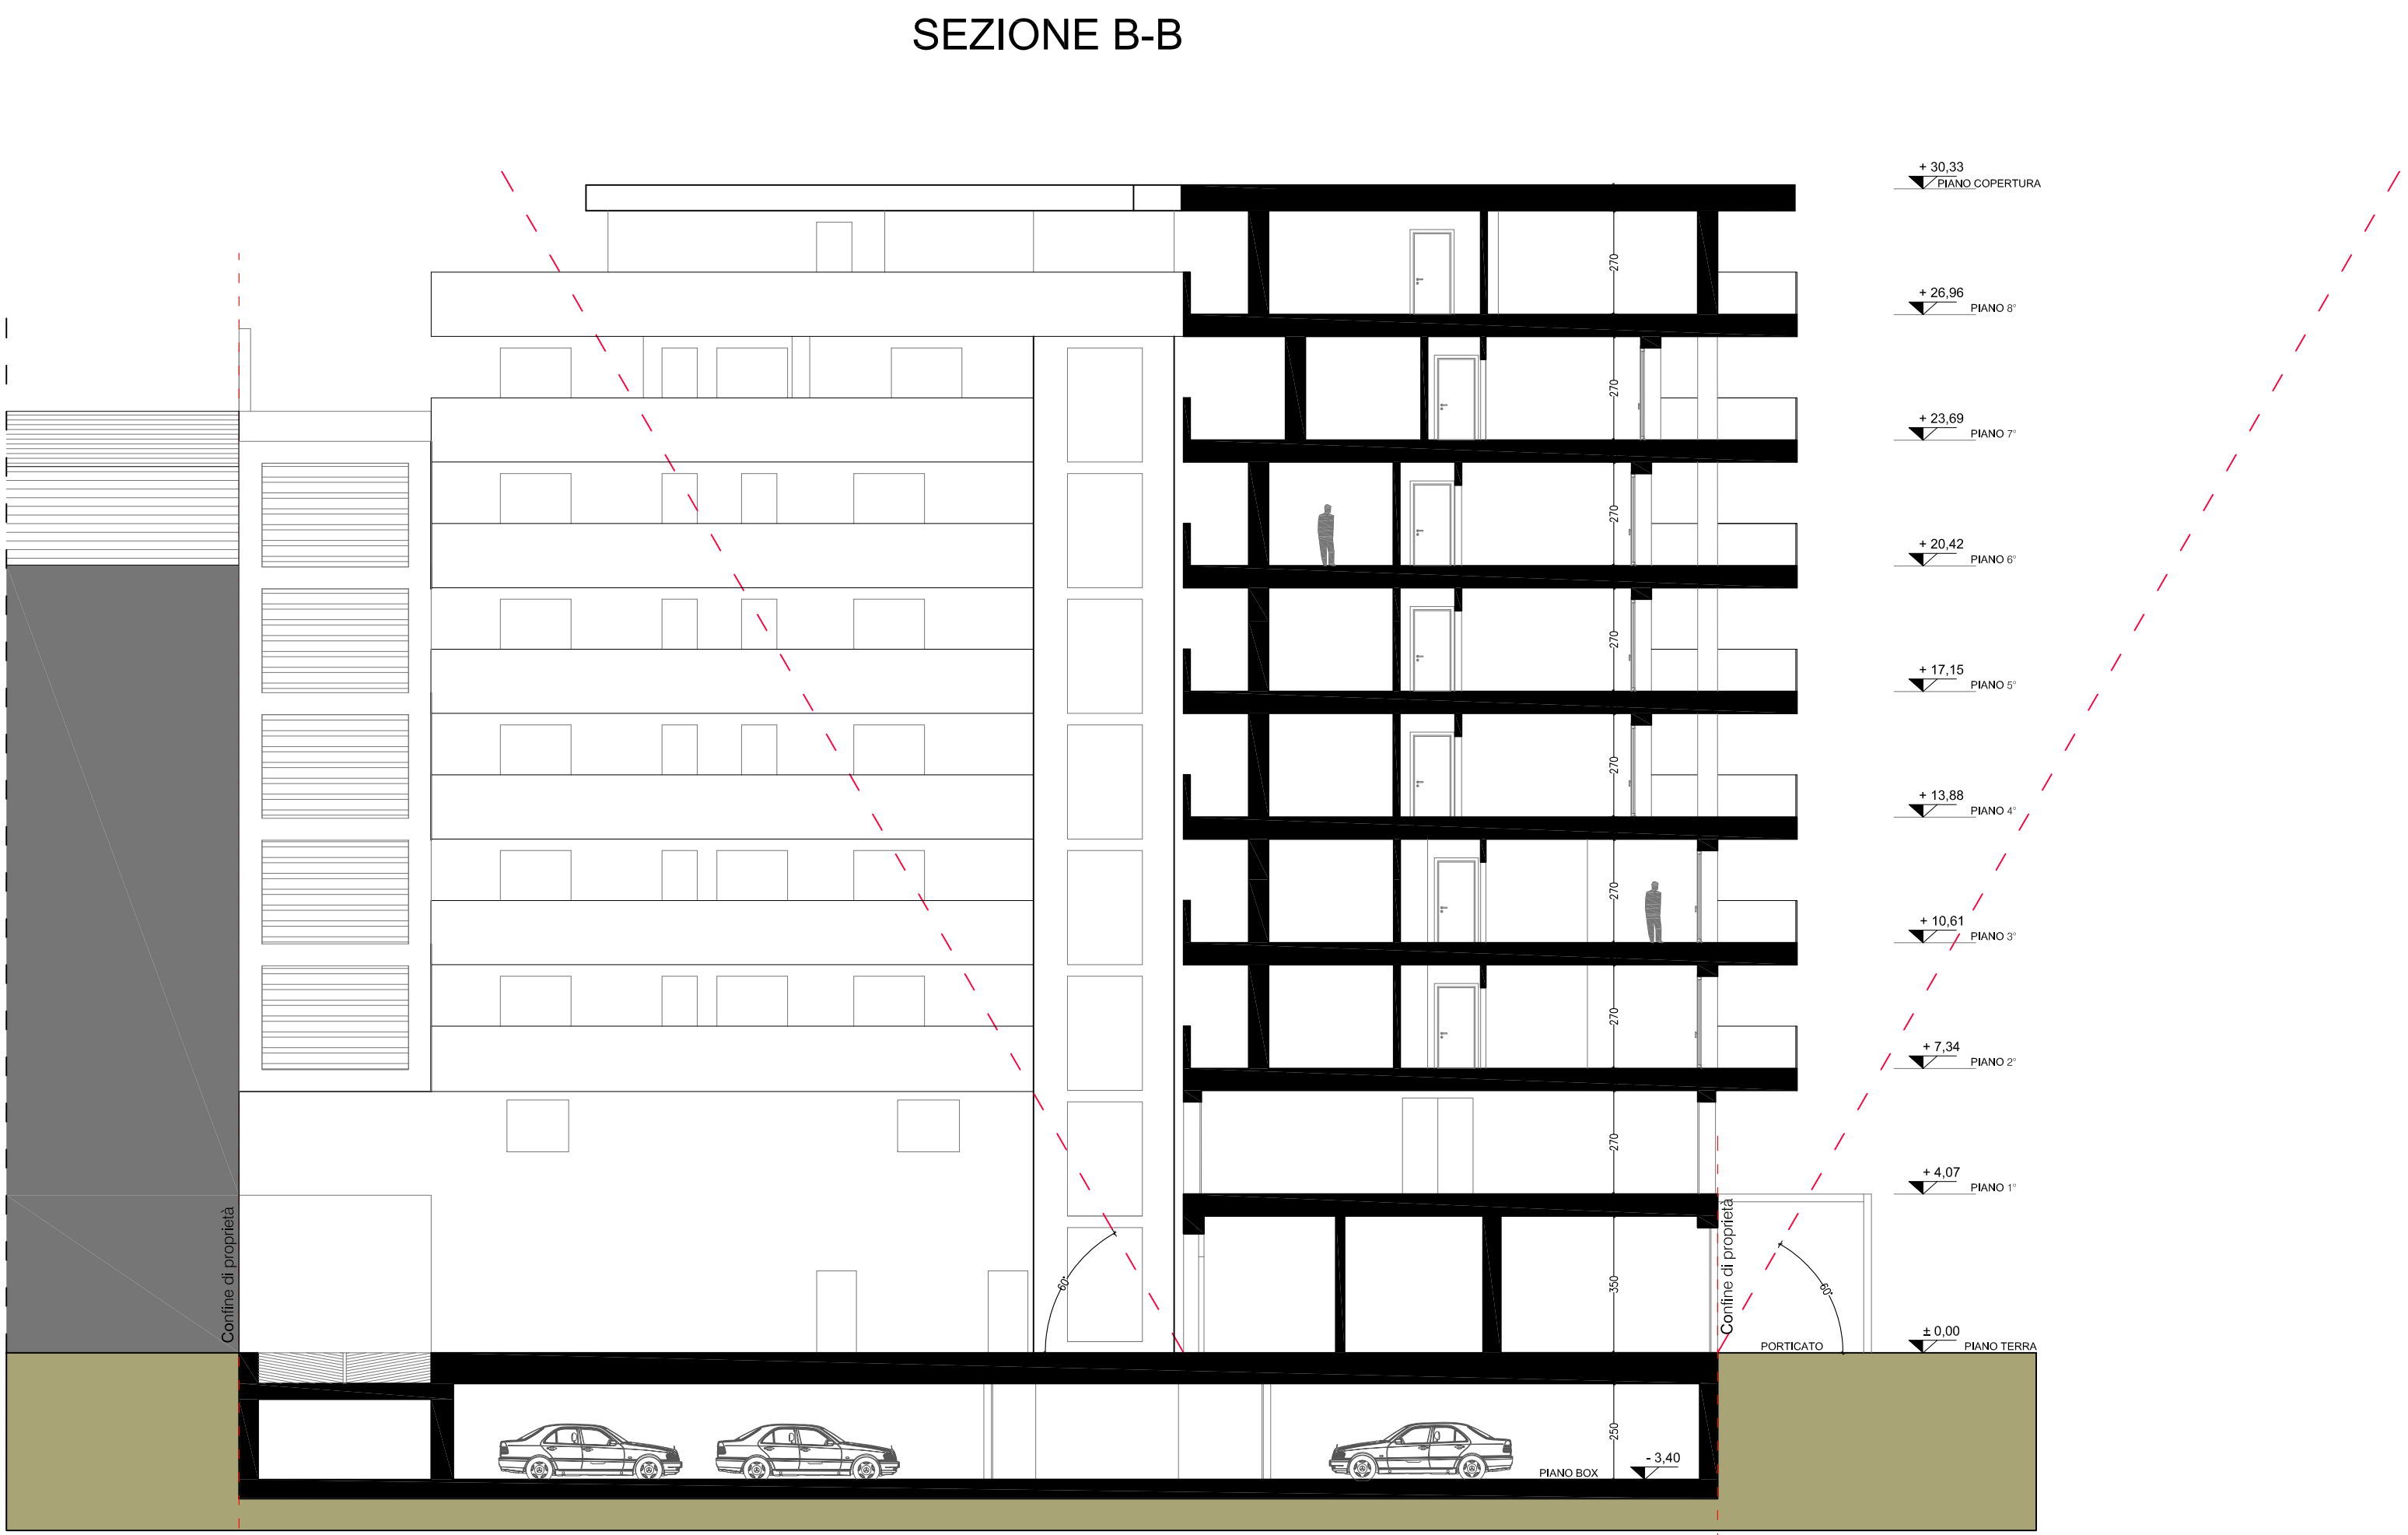 SEZIONE B-B
+ 30,33
PIANO COPERTURA
270
+ 26,96
PIANO 8°
270
+ 23,69
PIANO 7°
270
+ 20,42
PIANO 6°
270
+ 17,15
PIANO 5°
270
+ 13,88
PIANO 4°
270
+ 10,61
PIANO 3°
270
+ 7,34
PIANO 2°
270
+ 4,07
PIANO 1°
Confine di proprietà
60°
350
Confine di proprietà
60°
PORTICATO
± 0,00
PIANO TERRA
250
PIANO BOX
- 3,40